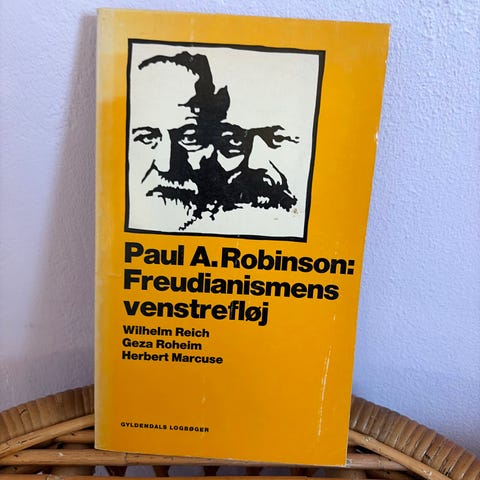 Paul A. Robinson:
Freudianismens
venstrefløj
Wilhelm Reich
Geza Roheim
Herbert Marcuse
GYLDENDALS LOGBØGER